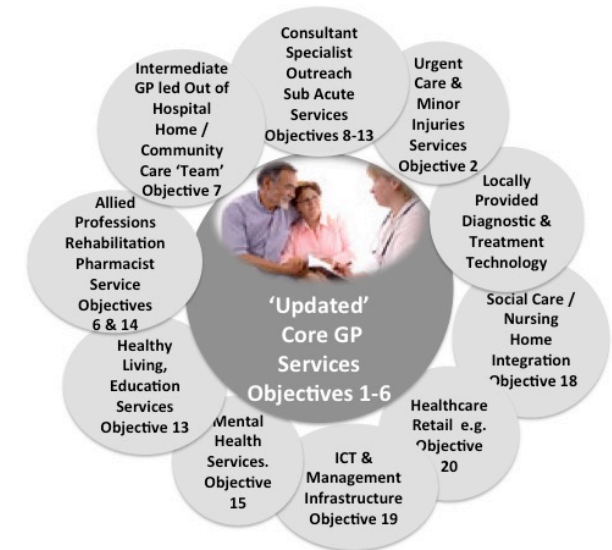 Consultant
Specialist
Outreach
Sub Acute
Services
Objectives 8-13
Urgent
Care &
Minor
Injuries
Services
Objective 2
Locally
Provided
Diagnostic &
Treatment
Technology
Social Care /
Nursing
Home
Integration
Objective 18
Healthcare
Retail e.g.
Objective
20
ICT &
Management
Infrastructure
Objective 19
Mental
Health
Services.
Objective
15
Healthy
Living,
Education
Services
Objective 13
Allied
Professions
Rehabilitation
Pharmacist
Service
Objectives
6 & 14
Intermediate
GP led Out of
Hospital
Home /
Community
Care ‘Team’
Objective 7
‘Updated’
Core GP
Services
Objectives 1-6